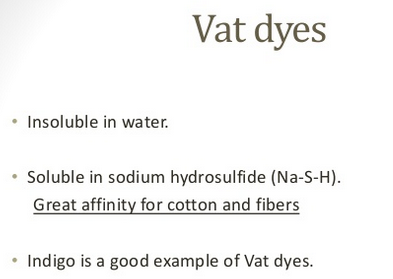 Vat dyes
• Insoluble in water.
• Soluble in sodium hydrosulfide (Na-S-H).
Great affinity for cotton and fibers
• Indigo is a good example of Vat dyes.